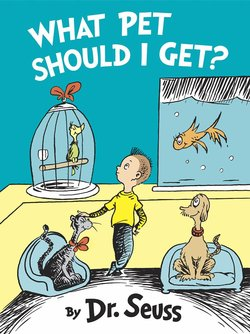 WHAT PET
SHOULD I GET?
By Dr. Seuss